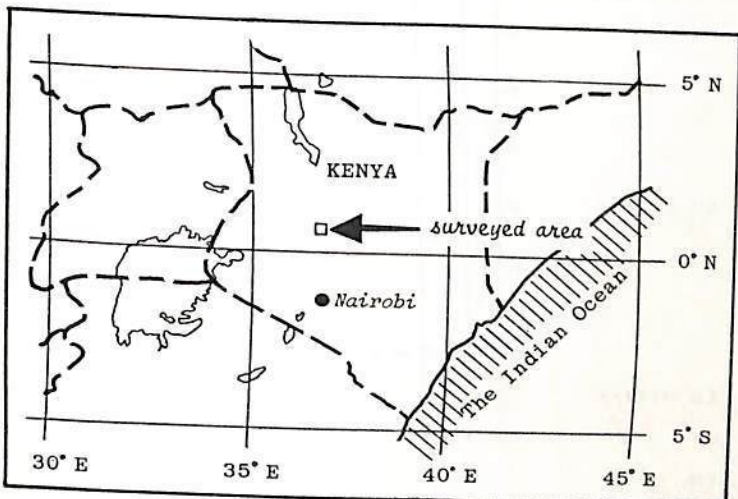 5° N
KENYA
surveyed area
0° N
Nairobi
The Indian Ocean
5° S
30° E
35° E
40° E
45° E